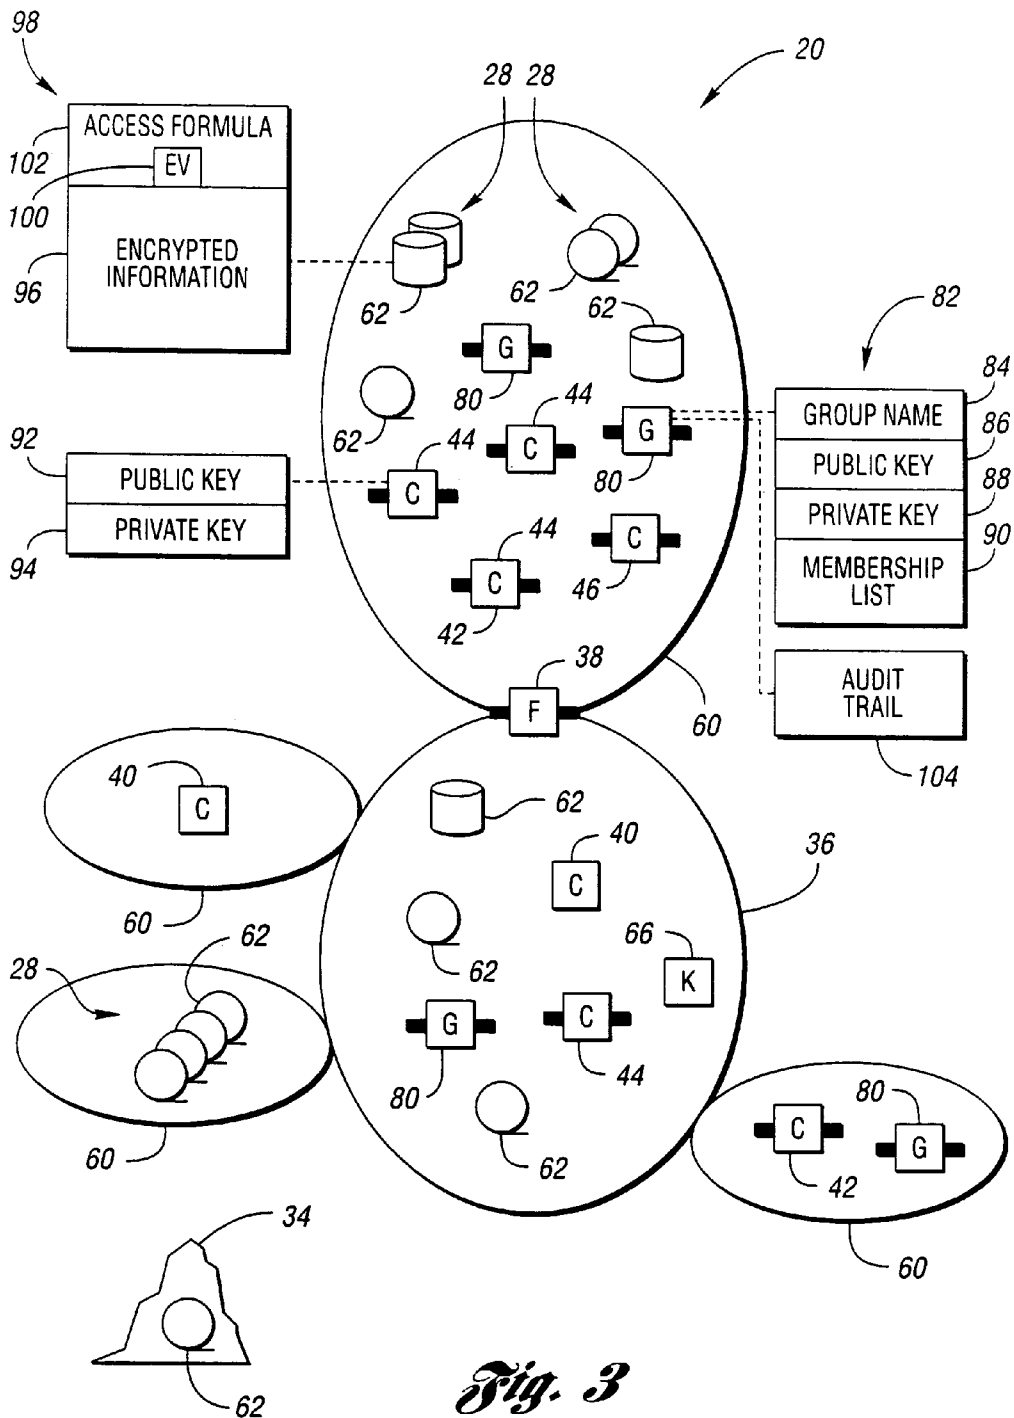 98
20
28 28
ACCESS FORMULA
102
EV
100
ENCRYPTED
INFORMATION
96
62
62
62
82
84
G
80
GROUP NAME
86
62
44
C
G
80
92
44
PUBLIC KEY
88
PUBLIC KEY
C
PRIVATE KEY
90
PRIVATE KEY
94
44
C
46
C
42
MEMBERSHIP
LIST
38
F
60
AUDIT
TRAIL
104
40
C
62
40
C
36
60
62
62
66
K
28
G
C
44
80
60
62
80
C
G
42
34
60
62
Fig. 3